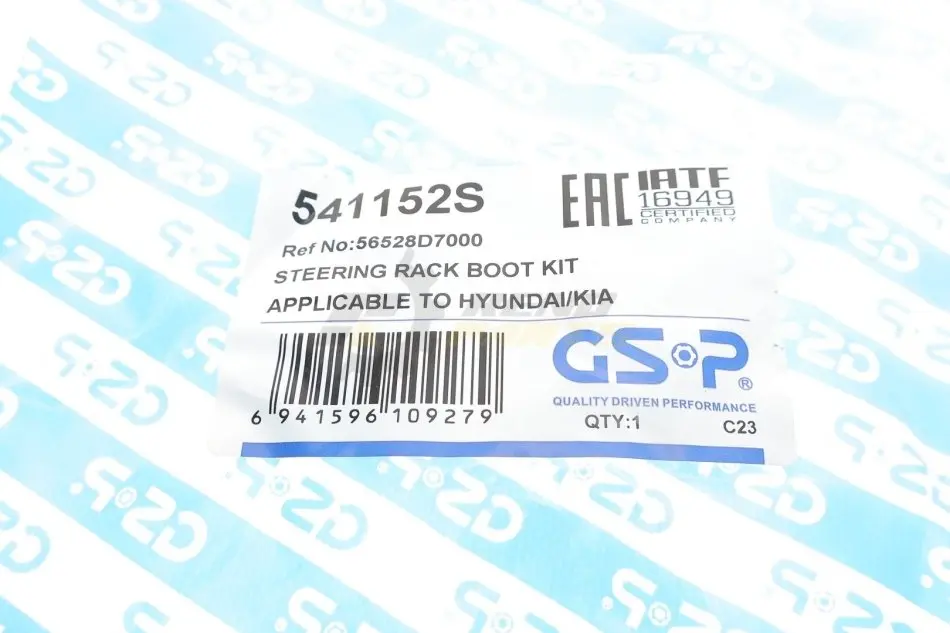 541152S
EAC
IATF
16949
CERTIFIED
COMPANY
Ref No:56528D7000
STEERING RACK BOOT KIT
APPLICABLE TO HYUNDAI/KIA
6 941596 109279
GSP®
QUALITY DRIVEN PERFORMANCE
QTY:1
C23